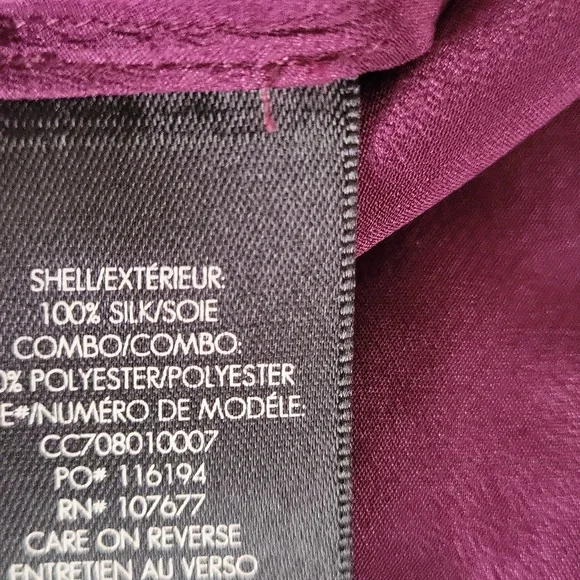 SHELL/EXTÉRIEUR:
100% SILK/SOIE
COMBO/COMBO:
0% POLYESTER/POLYESTER
E#/NUMÉRO DE MODÉLE:
CC708010007
PO# 116194
RN# 107677
CARE ON REVERSE
ENTRETIEN AU VERSO